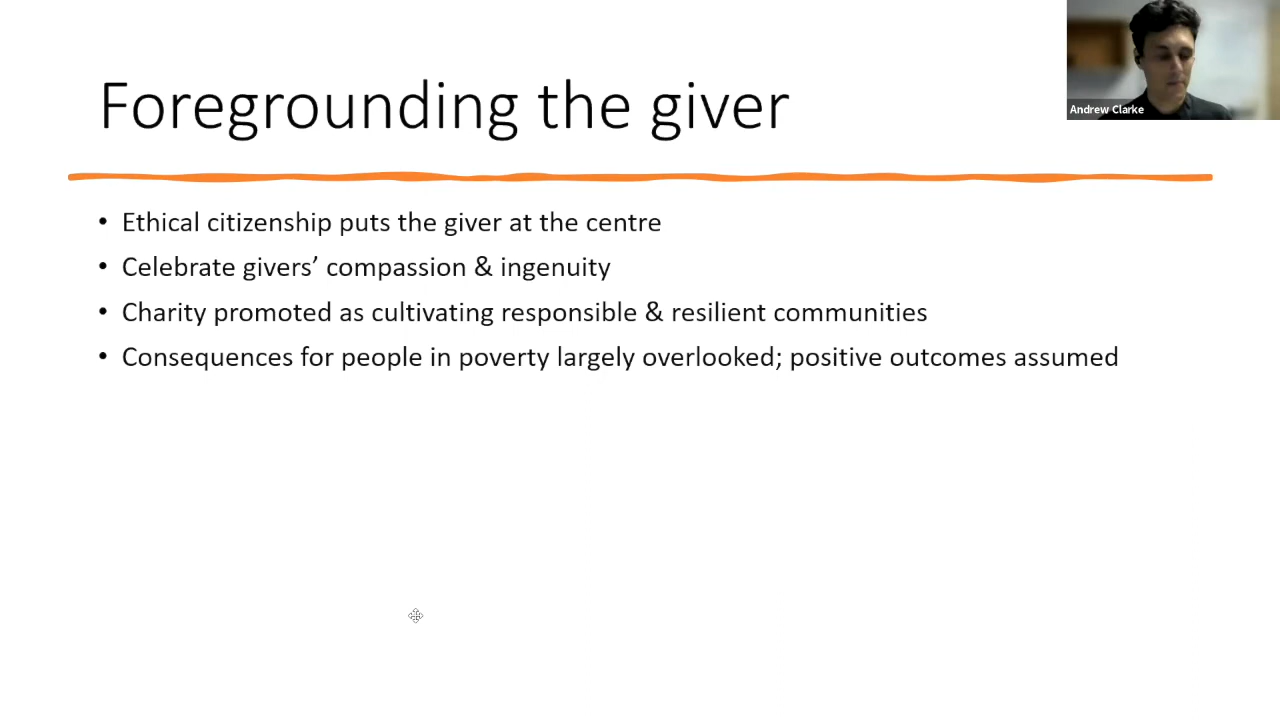 Foregrounding the giver
Andrew Clarke
• Ethical citizenship puts the giver at the centre
• Celebrate givers’ compassion & ingenuity
• Charity promoted as cultivating responsible & resilient communities
• Consequences for people in poverty largely overlooked; positive outcomes assumed